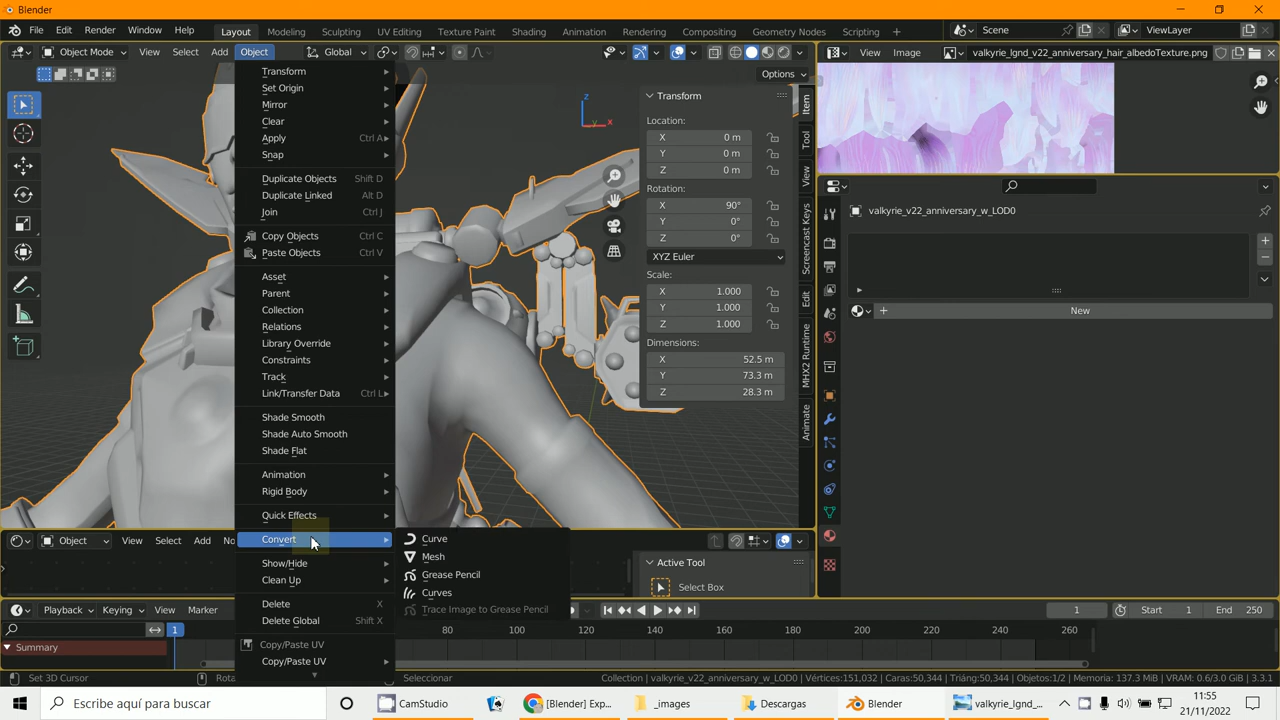 Blender
File Edit Render Window Help Layout Modeling Sculpting UV Editing Texture Paint Shading Animation Rendering Compositing Geometry Nodes Scripting + Scene ViewLayer
Object Mode View Select Add Object Global View Image valkyrie_lgnd_v22_anniversary_hair_albedoTexture.png
Options
Transform
Set Origin
Mirror
Clear
Apply Ctrl A
Snap
Duplicate Objects Shift D
Duplicate Linked Alt D
Join Ctrl J
Copy Objects Ctrl C
Paste Objects Ctrl V
Asset
Parent
Collection
Relations
Library Override
Constraints
Track
Link/Transfer Data Ctrl L
Shade Smooth
Shade Auto Smooth
Shade Flat
Animation
Rigid Body
Quick Effects
Convert
Show/Hide
Clean Up
Delete X
Delete Global Shift X
Copy/Paste UV
Copy/Paste UV
Curve
Mesh
Grease Pencil
Curves
Trace Image to Grease Pencil
z
y x
Transform
Location:
X 0 m
Y 0 m
Z 0 m
Rotation:
X 90°
Y 0°
Z 0°
XYZ Euler
Scale:
X 1.000
Y 1.000
Z 1.000
Dimensions:
X 52.5 m
Y 73.3 m
Z 28.3 m
Item
Tool
View
Screencast Keys
Edit
MHX2 Runtime
Animate
valkyrie_v22_anniversary_w_LOD0
New
Object View Select Add No
Active Tool
Select Box
Playback Keying View Marker 1 Start 1 End 250
1 80 100 120 140 160 180 200 220 240 260
Summary
Set 3D Cursor Rota Seleccionar Collection | valkyrie_v22_anniversary_w_LOD0 | Vértices:151,032 | Caras:50,344 | Triáng:50,344 | Objetos:1/2 | Memoria: 137.3 MiB | VRAM: 0.6/3.0 GiB | 3.3.1
Escribe aquí para buscar CamStudio [Blender] Exp... _images Descargas Blender valkyrie_lgnd_... 11:55
21/11/2022